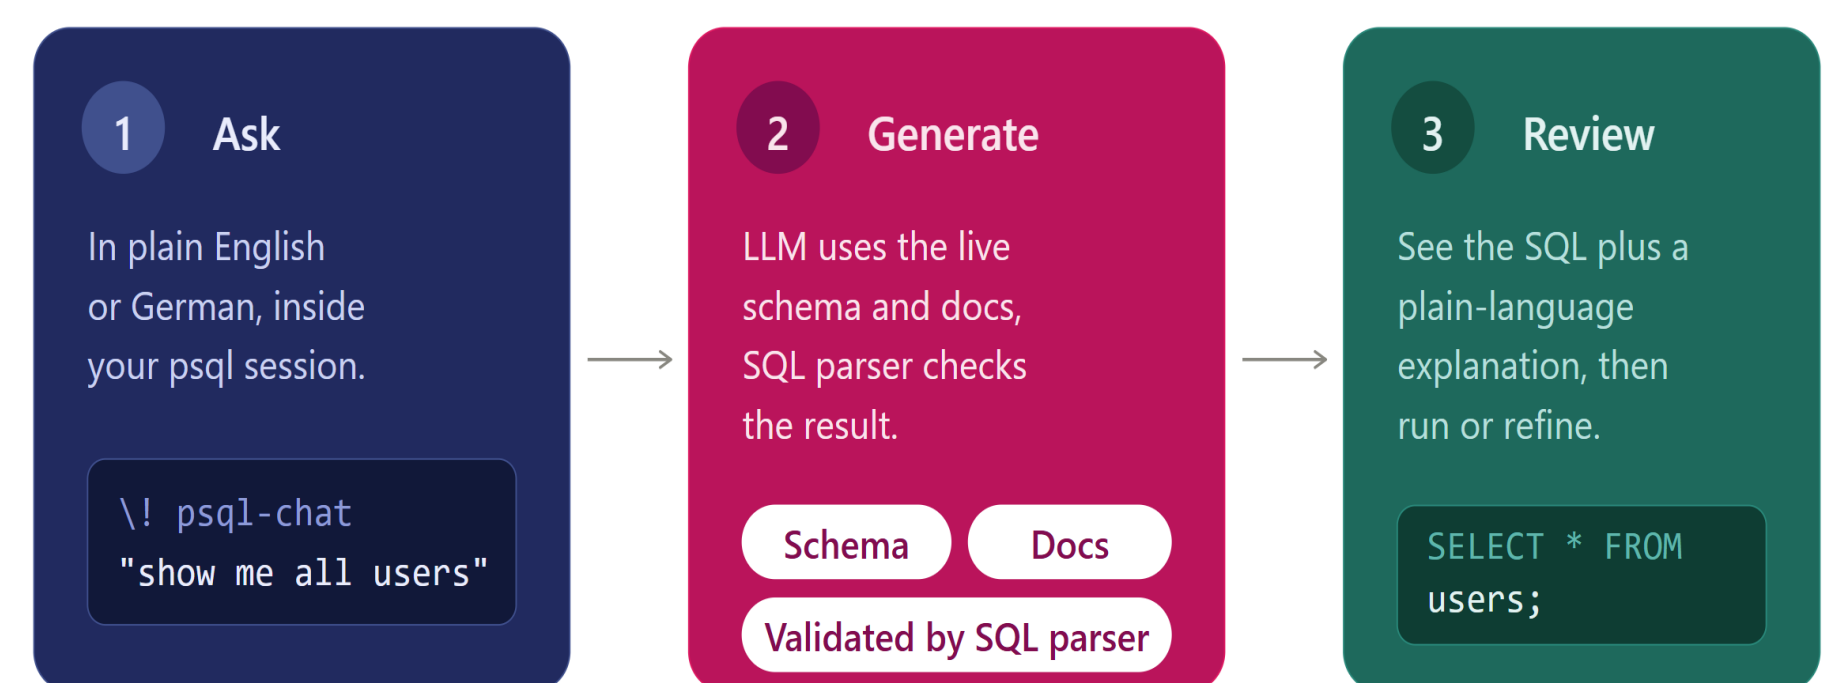 1 Ask
In plain English
or German, inside
your psql session.
\! psql-chat
"show me all users"
2 Generate
LLM uses the live
schema and docs,
SQL parser checks
the result.
Schema
Docs
Validated by SQL parser
3 Review
See the SQL plus a
plain-language
explanation, then
run or refine.
SELECT * FROM
users;